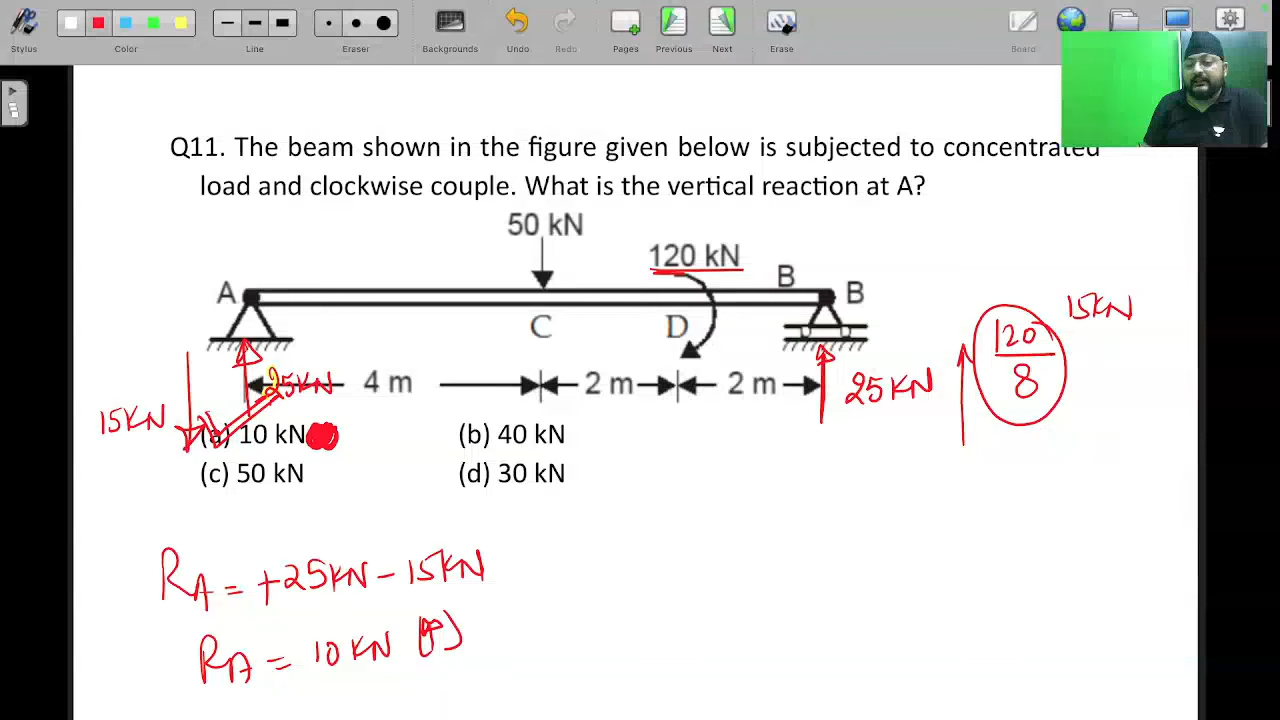 Stylus
Color
Line
Eraser
Backgrounds
Undo
Redo
Pages
Previous
Next
Erase
Board
Q11. The beam shown in the figure given below is subjected to concentrated
load and clockwise couple. What is the vertical reaction at A?
50 kN
120 kN
A
B
B
C
D
4 m
2 m
2 m
25KN
15KN
25KN
120
8
15KN
(a) 10 kN
(b) 40 kN
(c) 50 kN
(d) 30 kN
RA = +25KN - 15KN
RA = 10 KN (↑)